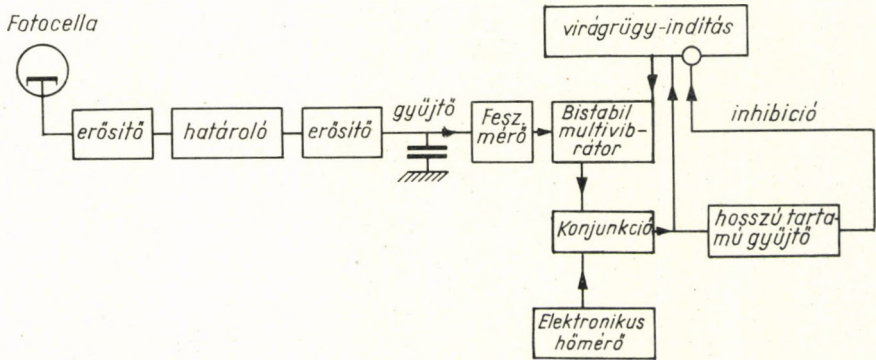 Fotocella
virágrügy-indítás
erősítő
határoló
erősítő
gyűjtő
Fesz.
mérő
Bistabil
multivib-
rátor
inhibíció
Konjunkció
hosszú tarta-
mú gyűjtő
Elektronikus
hőmérő